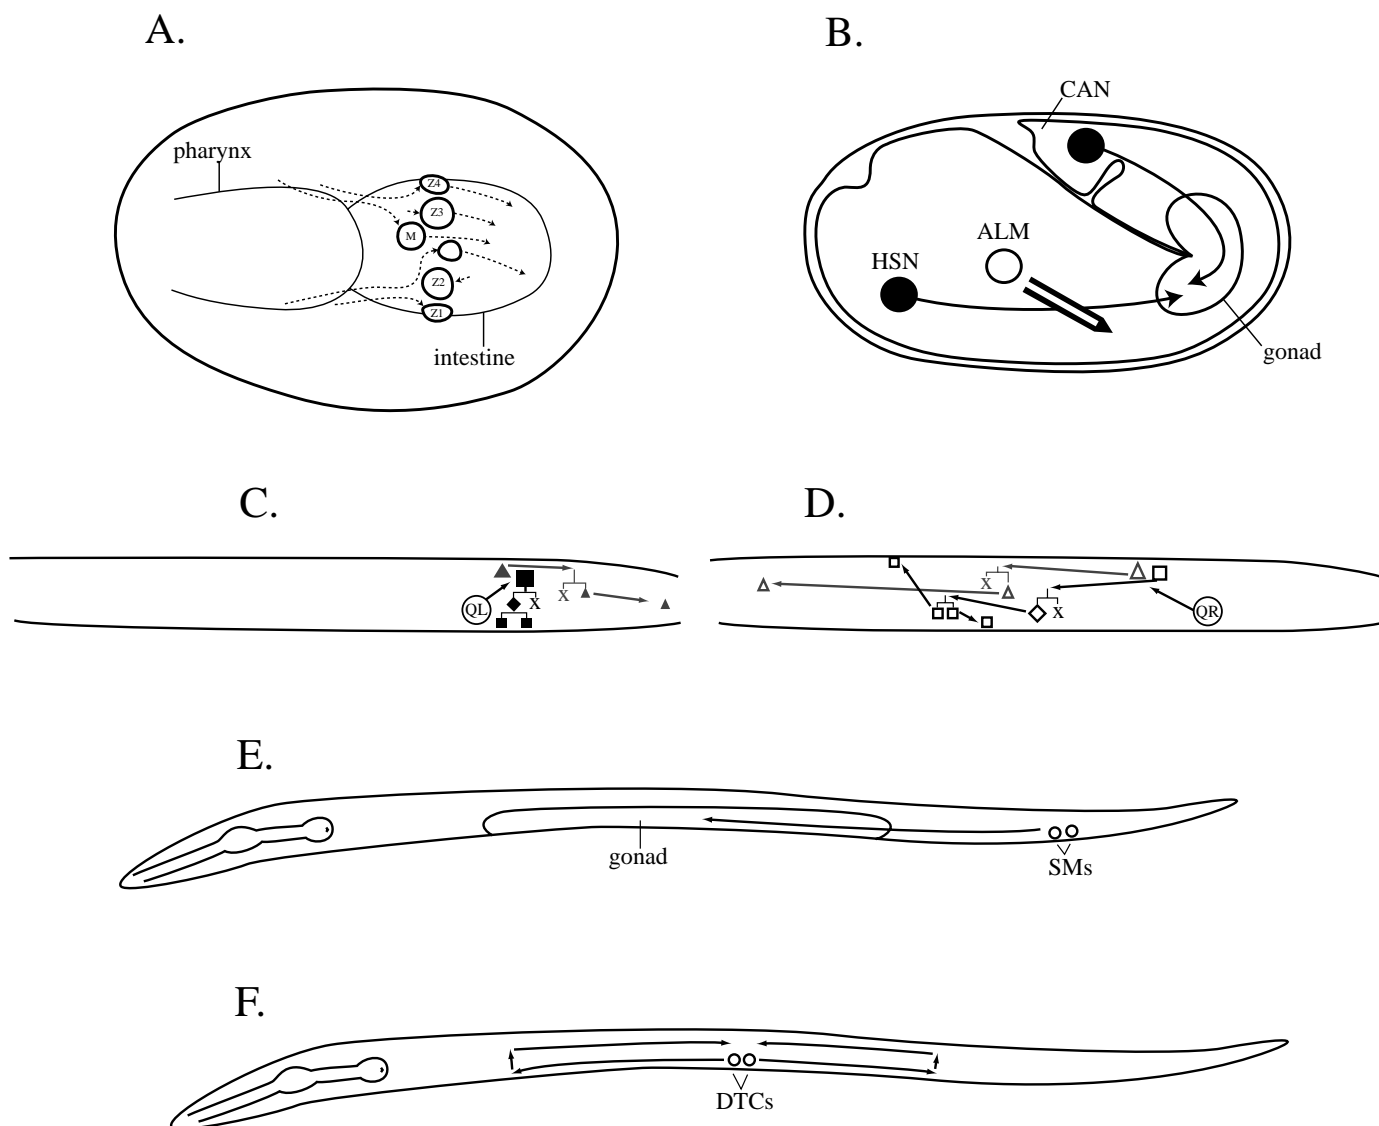 A.
B.
CAN
pharynx
Z4
Z3
M
Z2
Z1
intestine
ALM
HSN
gonad
C.
D.
X
X
QL
X
X
QR
E.
gonad
SMs
F.
DTCs